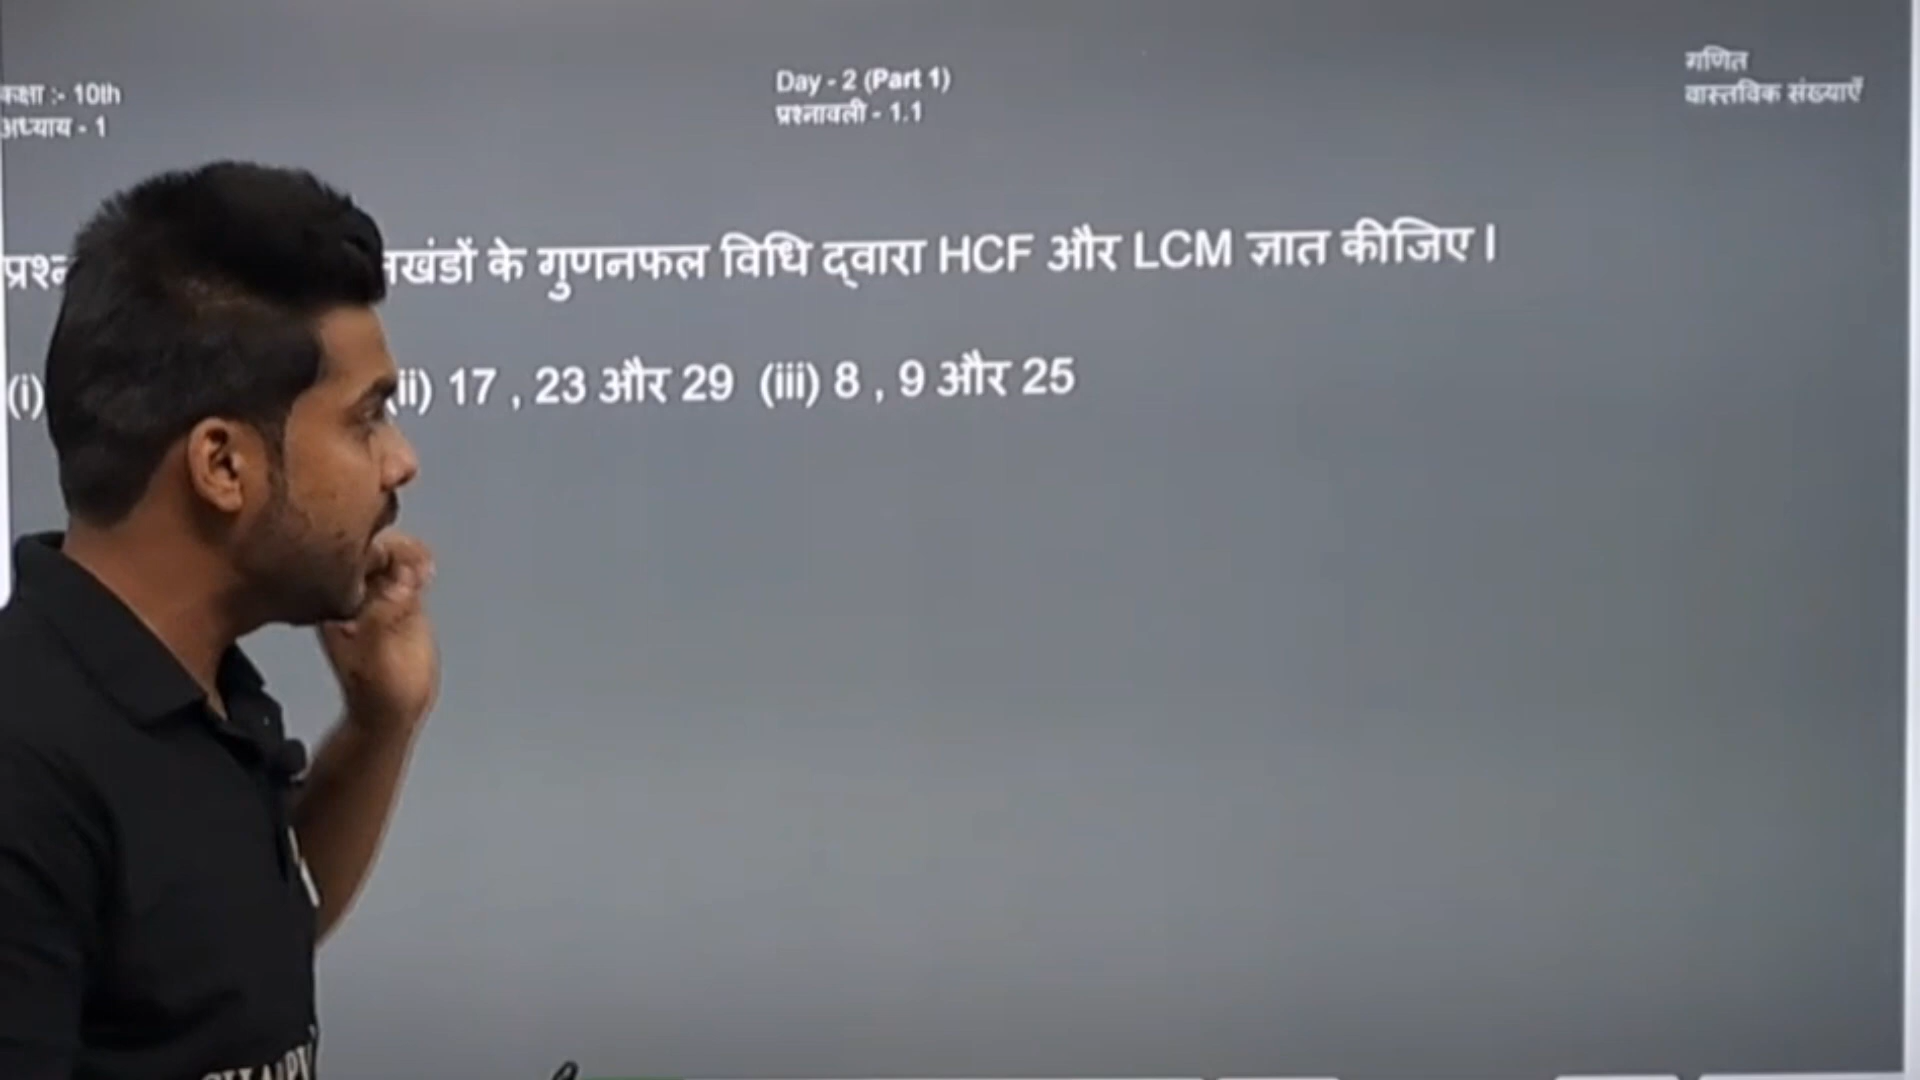 कक्षा :- 10th
अध्याय - 1
Day - 2 (Part 1)
प्रश्नावली - 1.1
गणित
वास्तविक संख्याएँ
के गुणनफल विधि द्वारा HCF और LCM ज्ञात कीजिए ।
(i) (ii) 17 , 23 और 29 (iii) 8 , 9 और 25